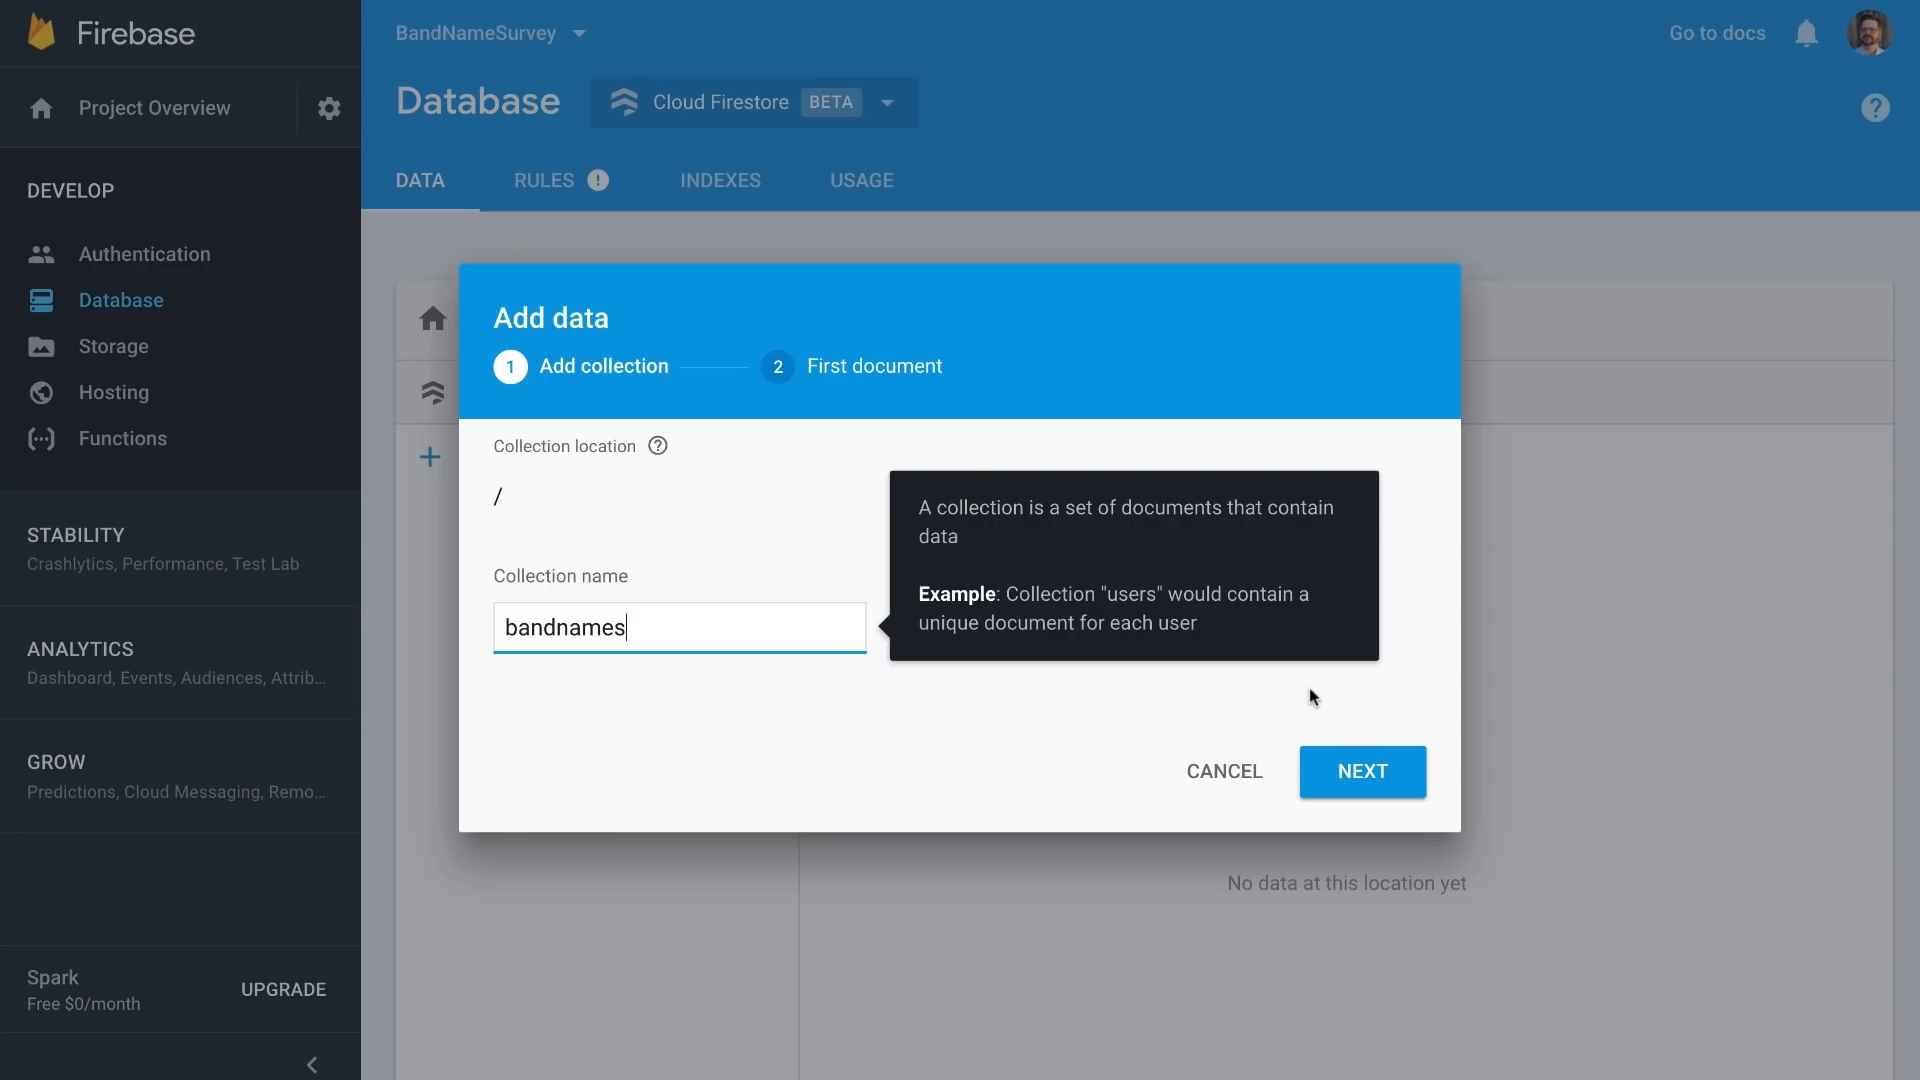 Firebase
Project Overview
DEVELOP
Authentication
Database
Storage
Hosting
Functions
STABILITY
Crashlytics, Performance, Test Lab
ANALYTICS
Dashboard, Events, Audiences, Attrib...
GROW
Predictions, Cloud Messaging, Remo...
Spark
Free $0/month
UPGRADE
BandNameSurvey
Go to docs
Database
Cloud Firestore BETA
DATA
RULES
INDEXES
USAGE
Add data
1 Add collection
2 First document
Collection location
/
Collection name
bandnames
A collection is a set of documents that contain
data
Example: Collection "users" would contain a
unique document for each user
CANCEL
NEXT
No data at this location yet